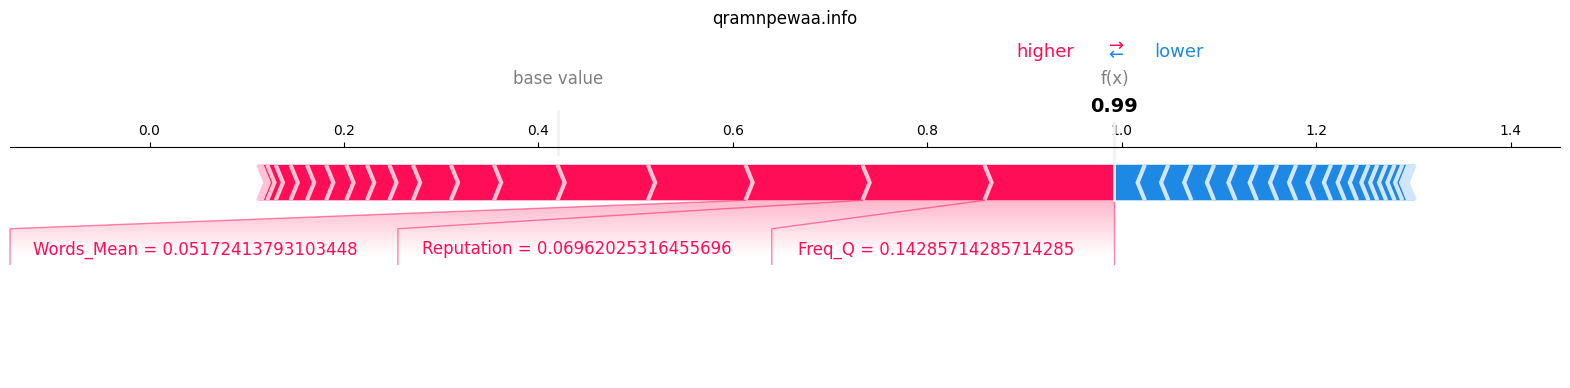 qramnpewaa.info
higher ⇄ lower
base value f(x)
0.99
0.0 0.2 0.4 0.6 0.8 1.0 1.2 1.4
Words_Mean = 0.05172413793103448 Reputation = 0.06962025316455696 Freq_Q = 0.14285714285714285